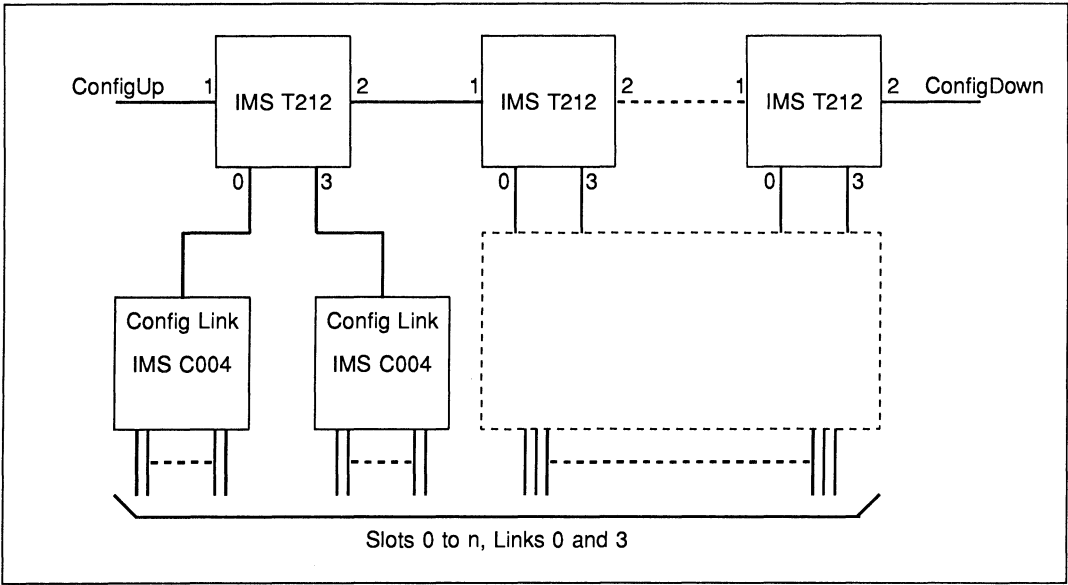 ConfigUp 1 IMS T212 2 1 IMS T212 2 1 IMS T212 2 ConfigDown
0 3 0 3 0 3
Config Link Config Link
IMS C004 IMS C004
Slots 0 to n, Links 0 and 3